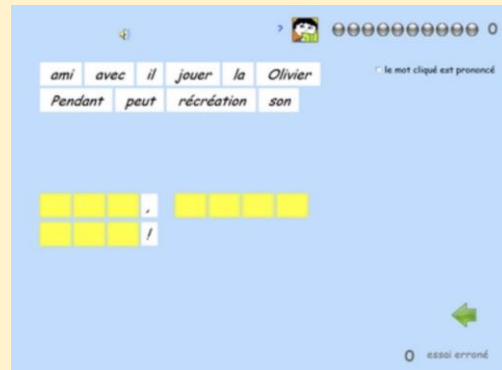 ? 0
le mot cliqué est prononcé
ami avec il jouer la Olivier
Pendant peut récréation son
,
!
0 essai erroné